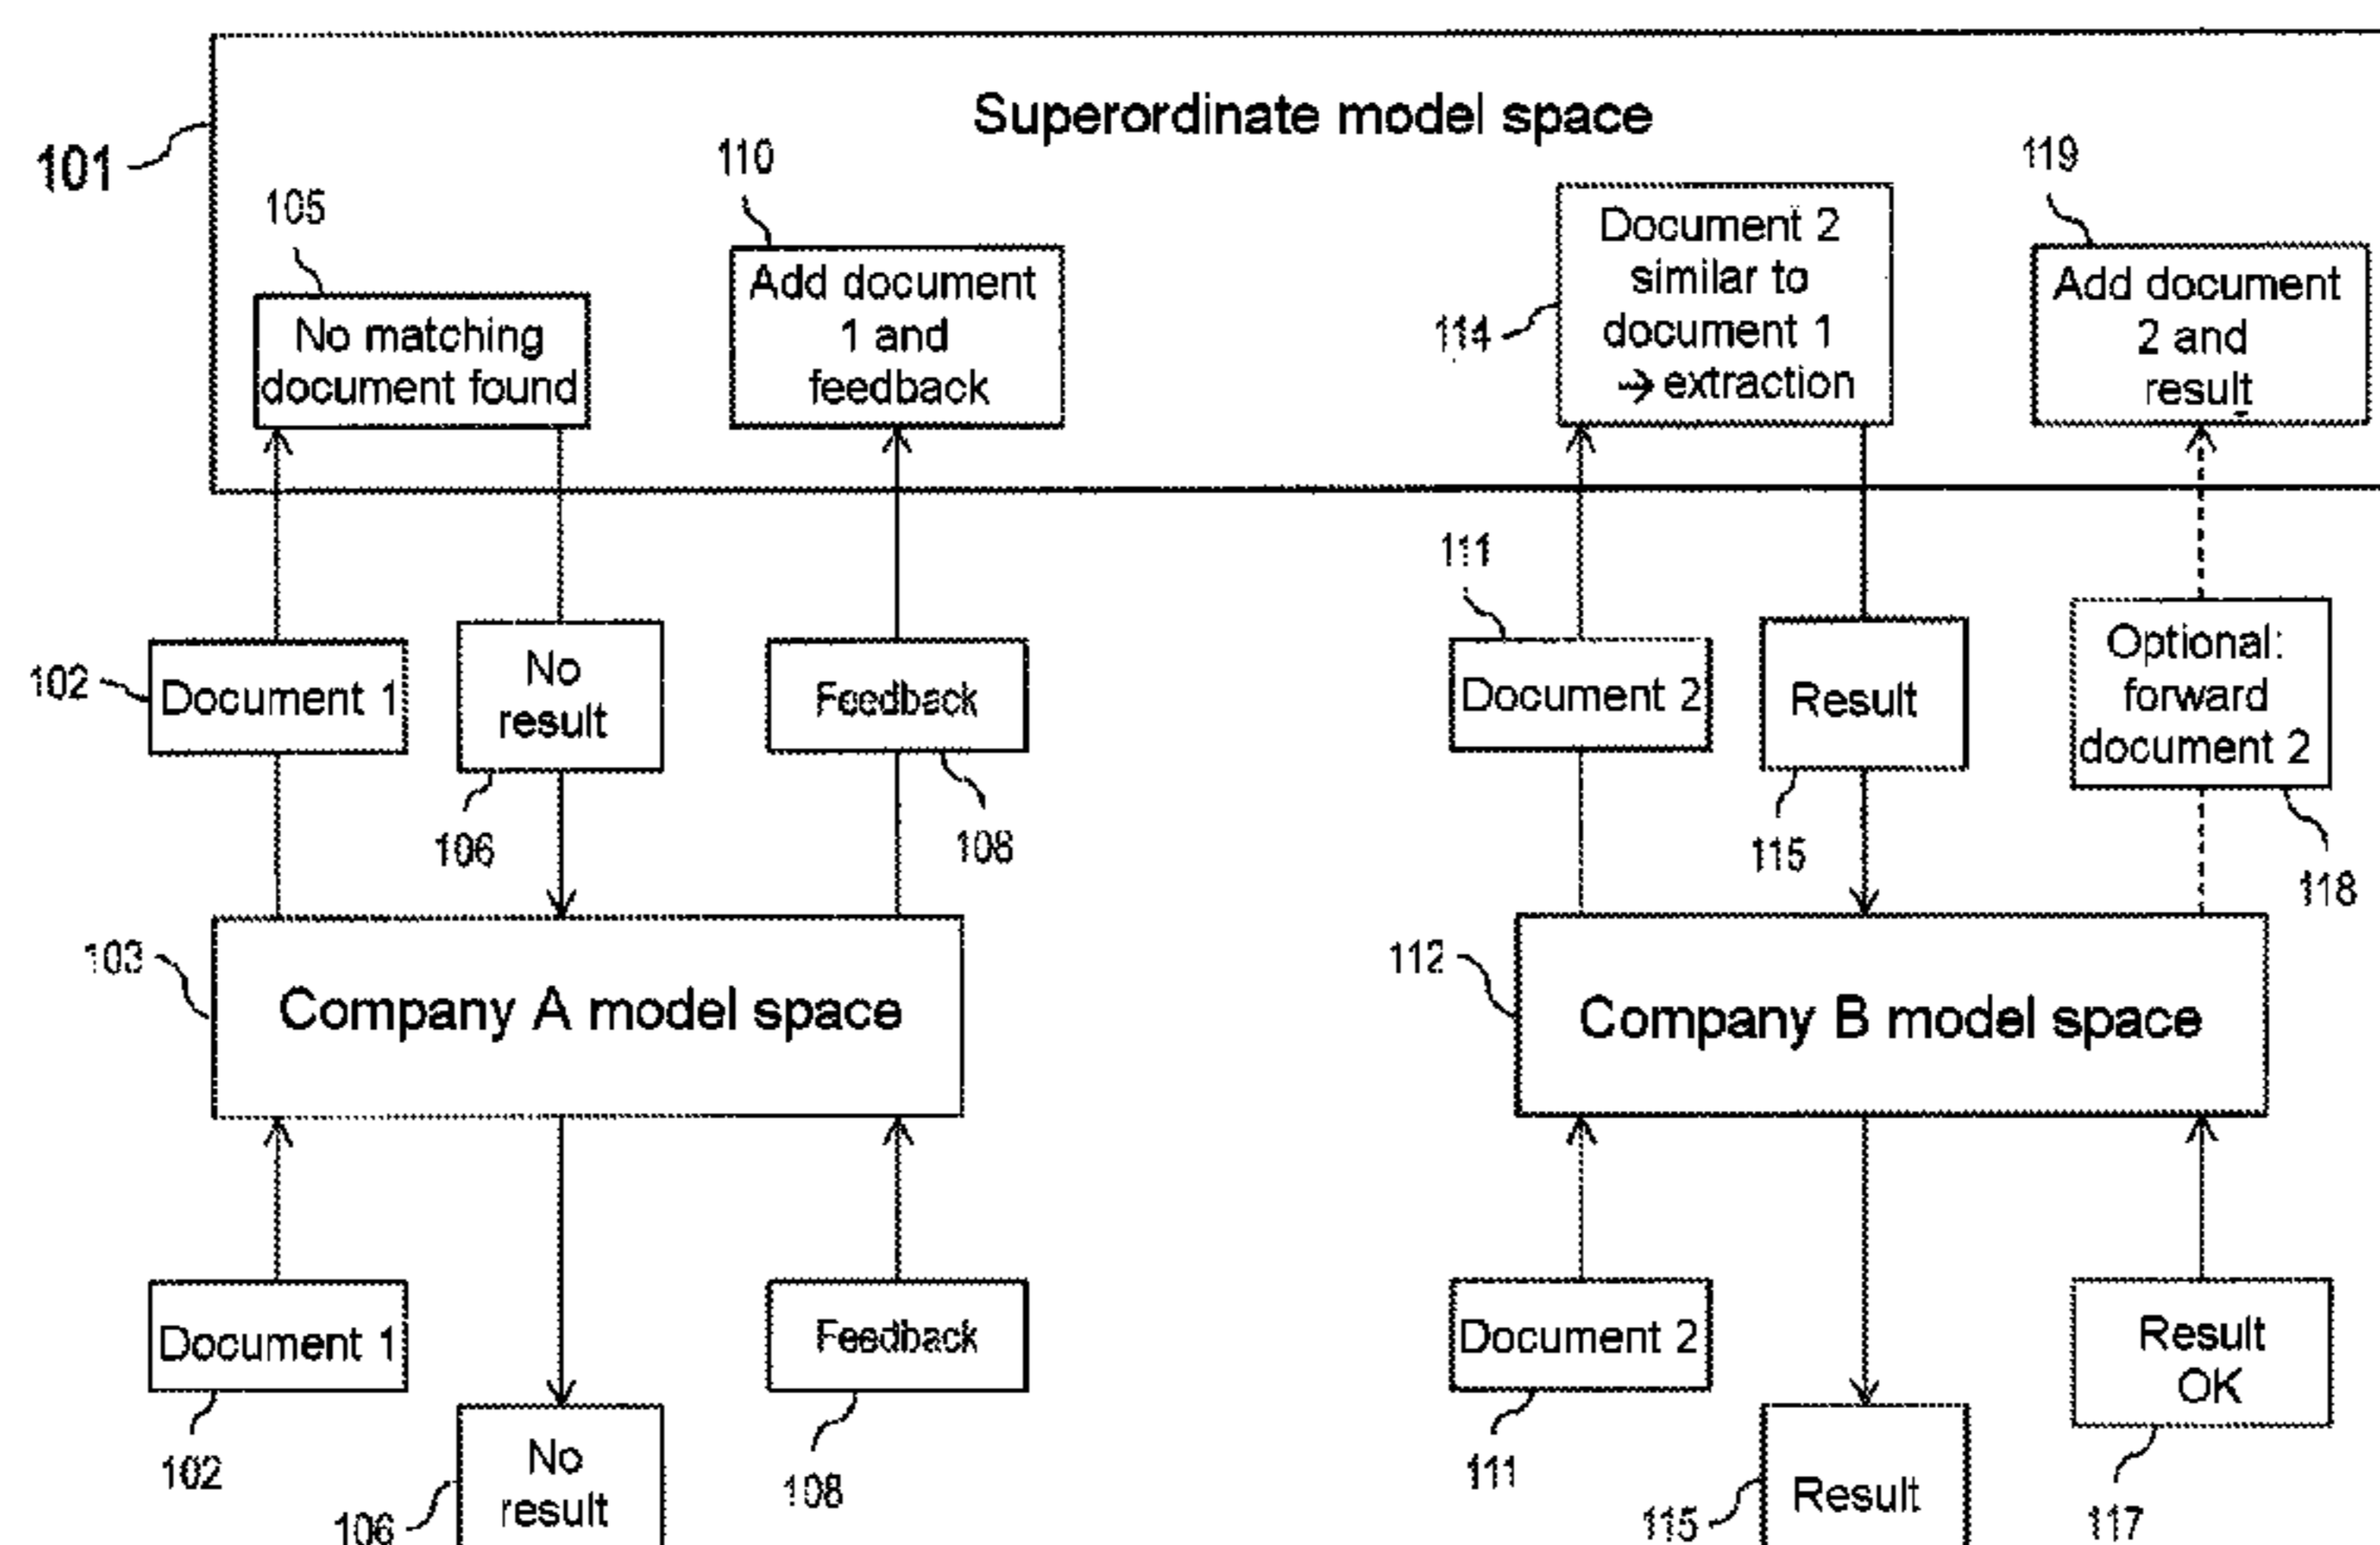 Superordinate model space
101
105
No matching
document found
110
Add document
1 and
feedback
114
Document 2
similar to
document 1
→ extraction
119
Add document
2 and
result
102
Document 1
No
result
106
Feedback
108
111
Document 2
Result
115
Optional:
forward
document 2
118
103
Company A model space
112
Company B model space
Document 1
102
No
result
106
Feedback
108
Document 2
111
Result
115
Result
OK
117